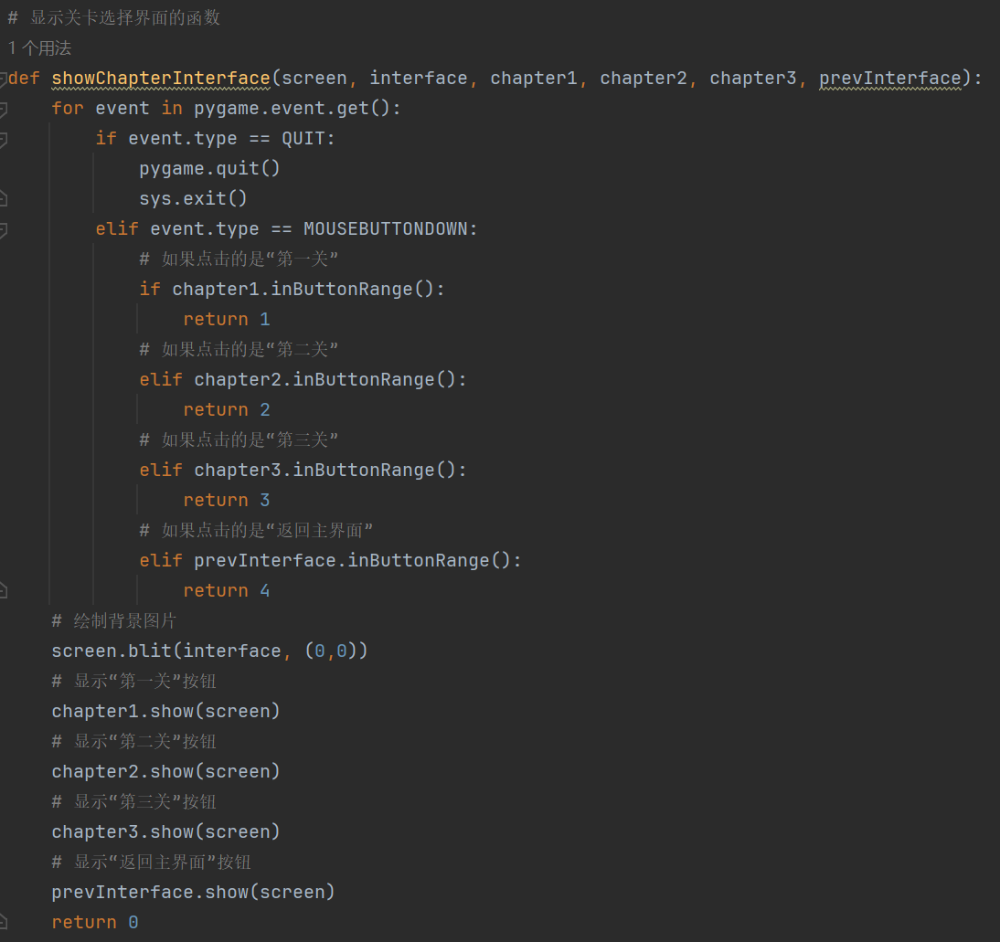 # 显示关卡选择界面的函数
1 个用法
def showChapterInterface(screen, interface, chapter1, chapter2, chapter3, prevInterface):
    for event in pygame.event.get():
        if event.type == QUIT:
            pygame.quit()
            sys.exit()
        elif event.type == MOUSEBUTTONDOWN:
            # 如果点击的是“第一关”
            if chapter1.inButtonRange():
                return 1
            # 如果点击的是“第二关”
            elif chapter2.inButtonRange():
                return 2
            # 如果点击的是“第三关”
            elif chapter3.inButtonRange():
                return 3
            # 如果点击的是“返回主界面”
            elif prevInterface.inButtonRange():
                return 4
    # 绘制背景图片
    screen.blit(interface, (0,0))
    # 显示“第一关”按钮
    chapter1.show(screen)
    # 显示“第二关”按钮
    chapter2.show(screen)
    # 显示“第三关”按钮
    chapter3.show(screen)
    # 显示“返回主界面”按钮
    prevInterface.show(screen)
    return 0